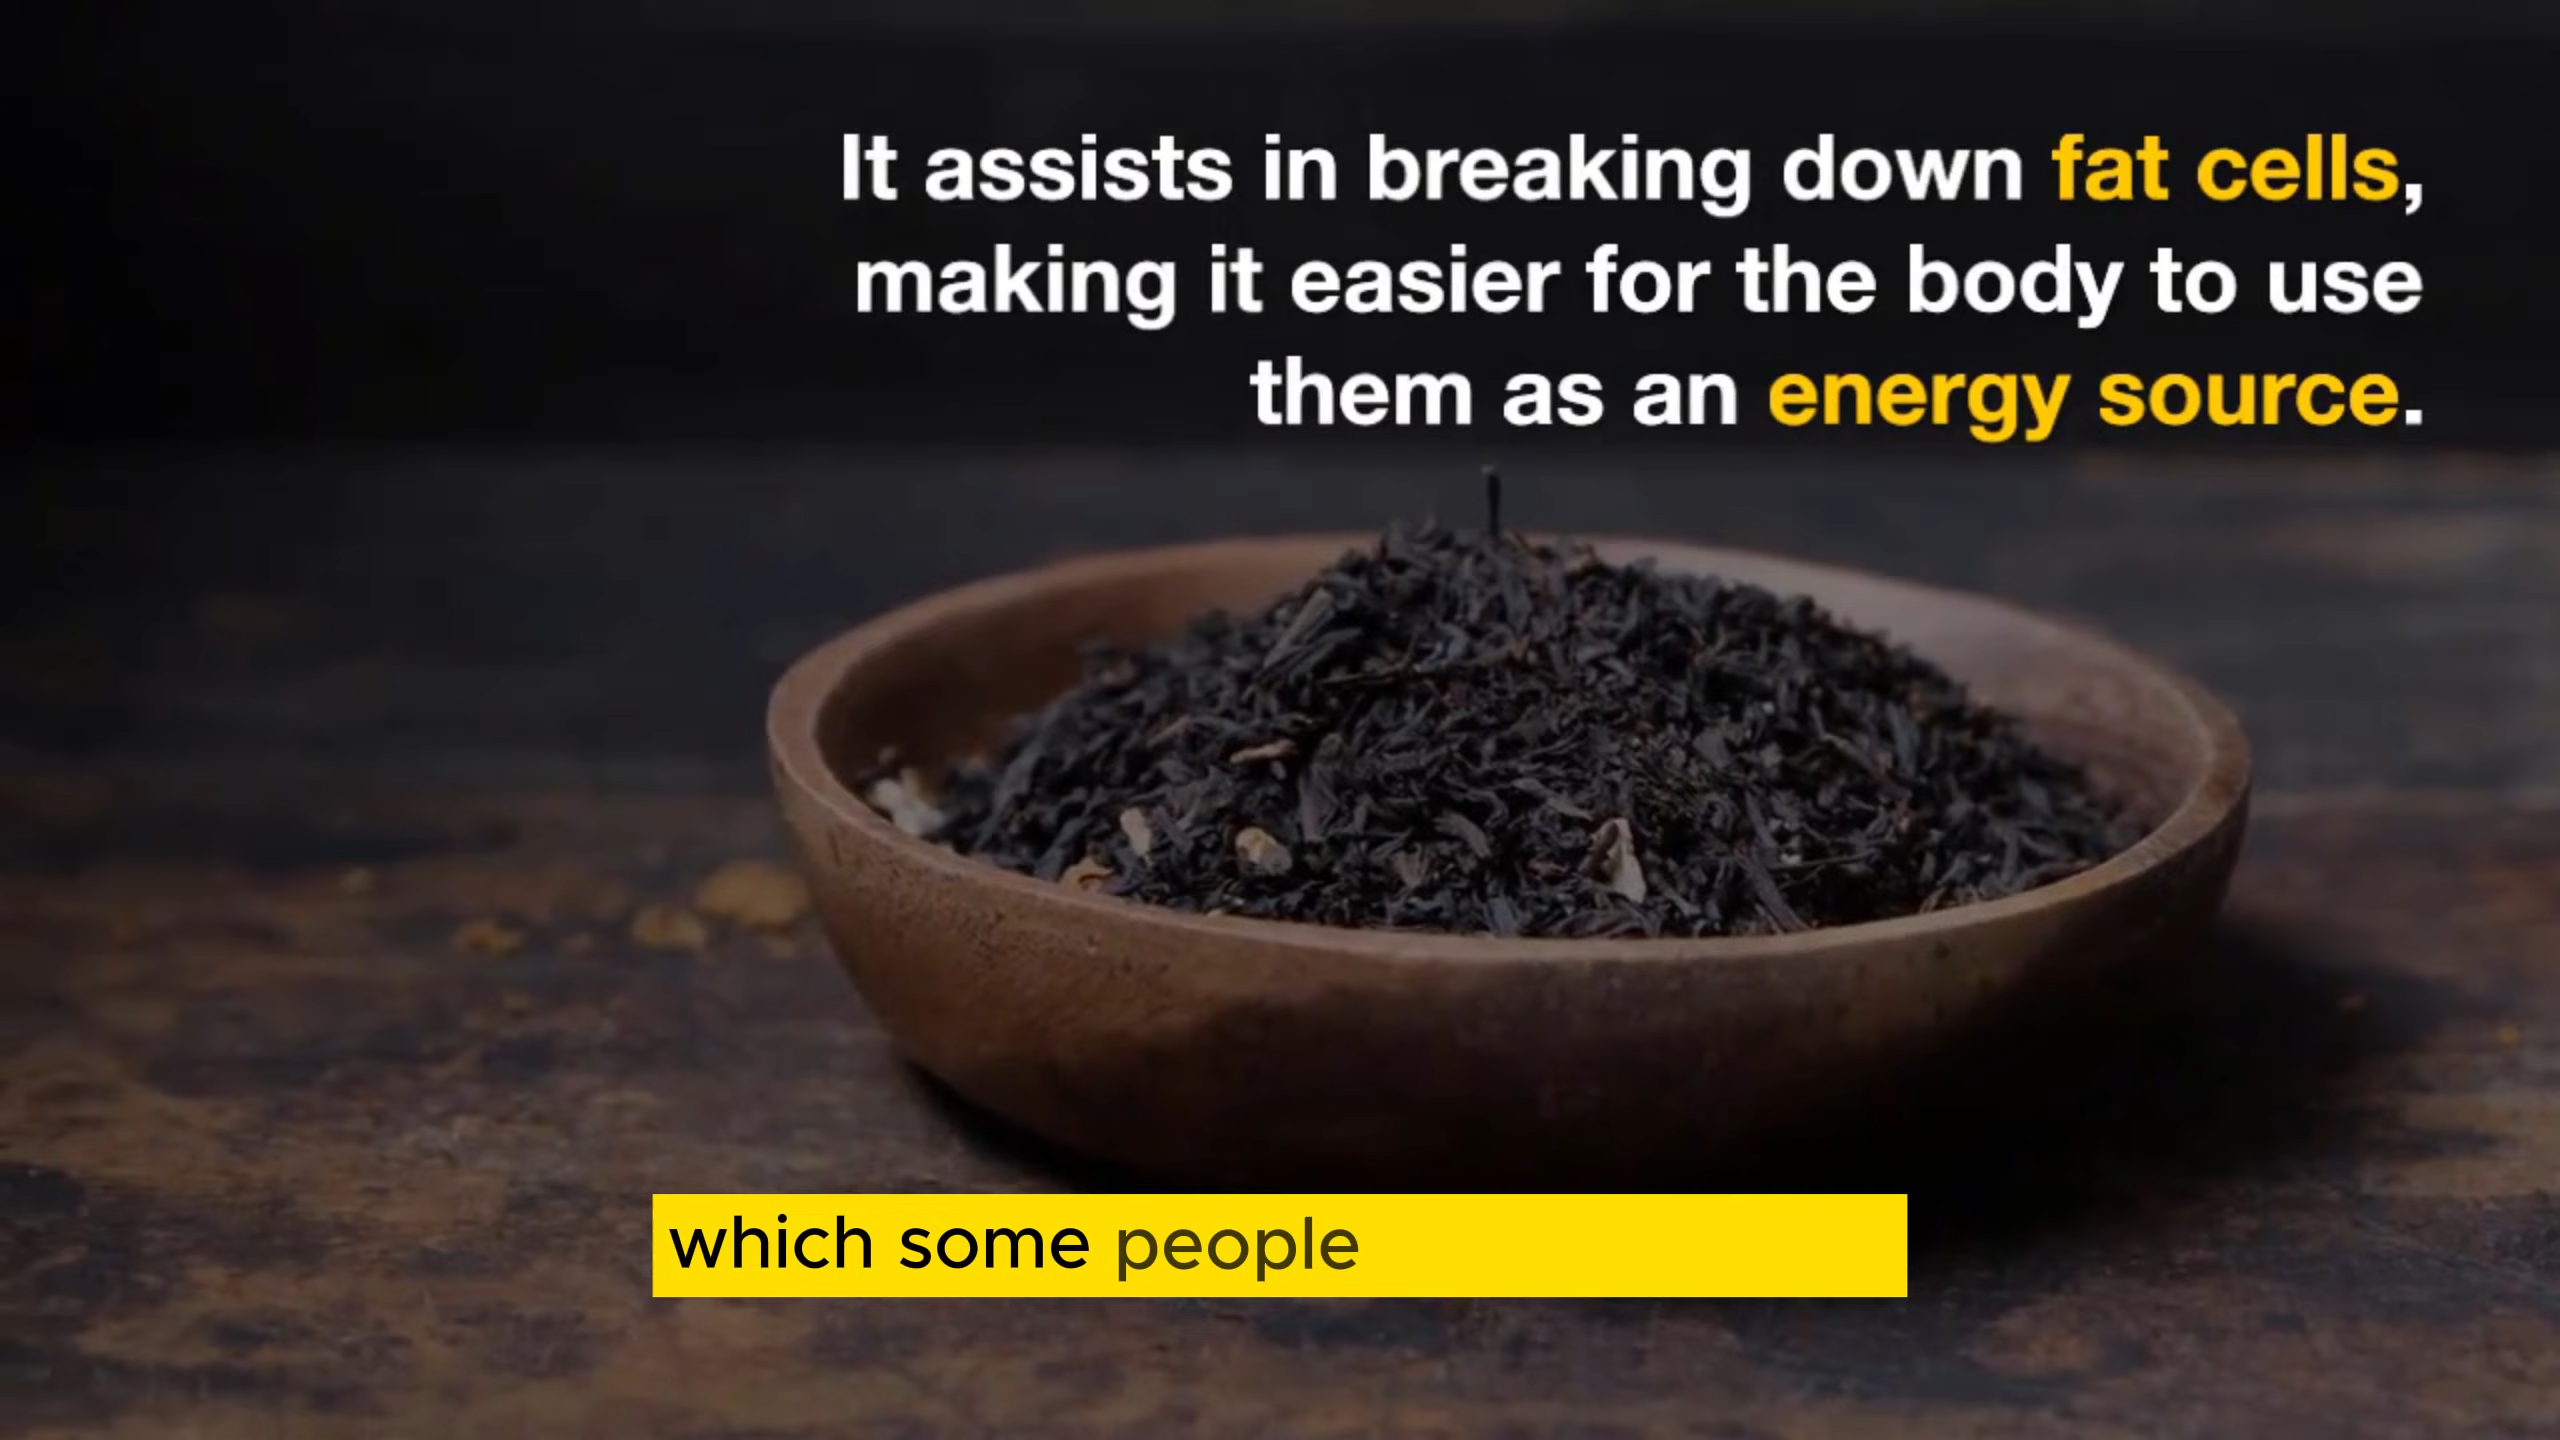 It assists in breaking down fat cells,
making it easier for the body to use
them as an energy source.
which some people